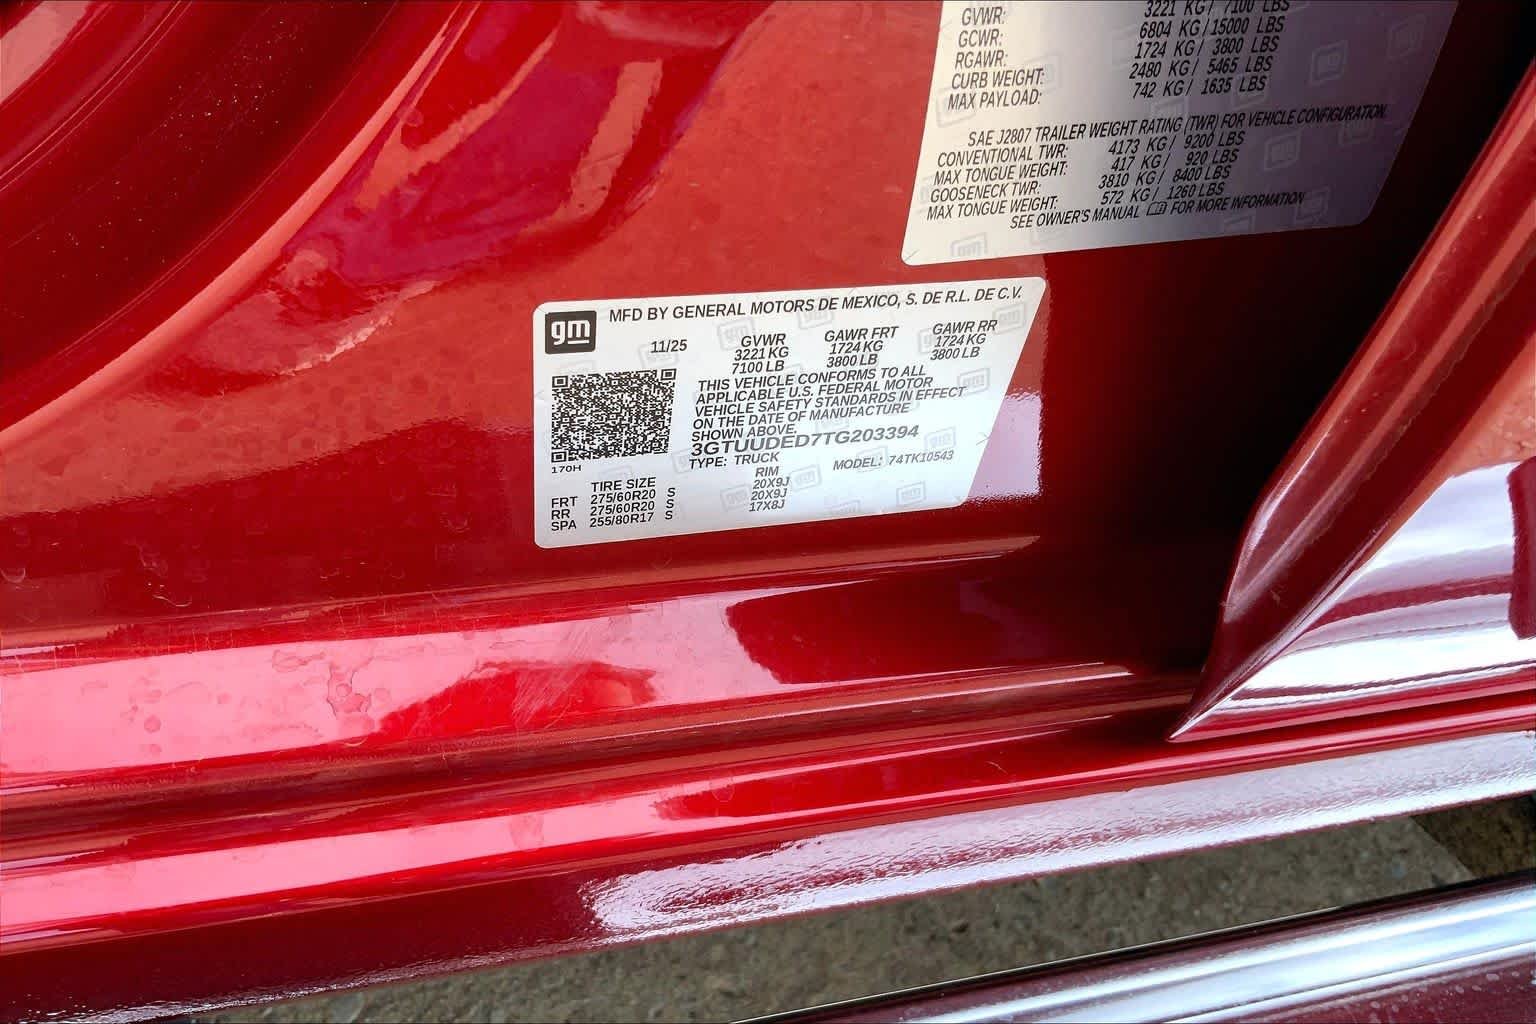 GVWR: 3221 KG/ 7100 LBS
GCWR: 6804 KG/15000 LBS
RGAWR: 1724 KG/ 3800 LBS
CURB WEIGHT: 2480 KG/ 5465 LBS
MAX PAYLOAD: 742 KG/ 1635 LBS
SAE J2807 TRAILER WEIGHT RATING (TWR) FOR VEHICLE CONFIGURATION.
CONVENTIONAL TWR: 4173 KG/ 9200 LBS
MAX TONGUE WEIGHT: 417 KG/ 920 LBS
GOOSENECK TWR: 3810 KG/ 8400 LBS
MAX TONGUE WEIGHT: 572 KG/ 1260 LBS
SEE OWNER'S MANUAL FOR MORE INFORMATION
gm MFD BY GENERAL MOTORS DE MEXICO, S. DE R.L. DE C.V.
11/25 GVWR GAWR FRT GAWR RR
3221 KG 1724 KG 1724 KG
7100 LB 3800 LB 3800 LB
THIS VEHICLE CONFORMS TO ALL
APPLICABLE U.S. FEDERAL MOTOR
VEHICLE SAFETY STANDARDS IN EFFECT
ON THE DATE OF MANUFACTURE
SHOWN ABOVE.
3GTUUDED7TG203394
170H TYPE: TRUCK MODEL: 74TK10543
TIRE SIZE RIM
FRT 275/60R20 S 20X9J
RR 275/60R20 S 20X9J
SPA 255/80R17 S 17X8J